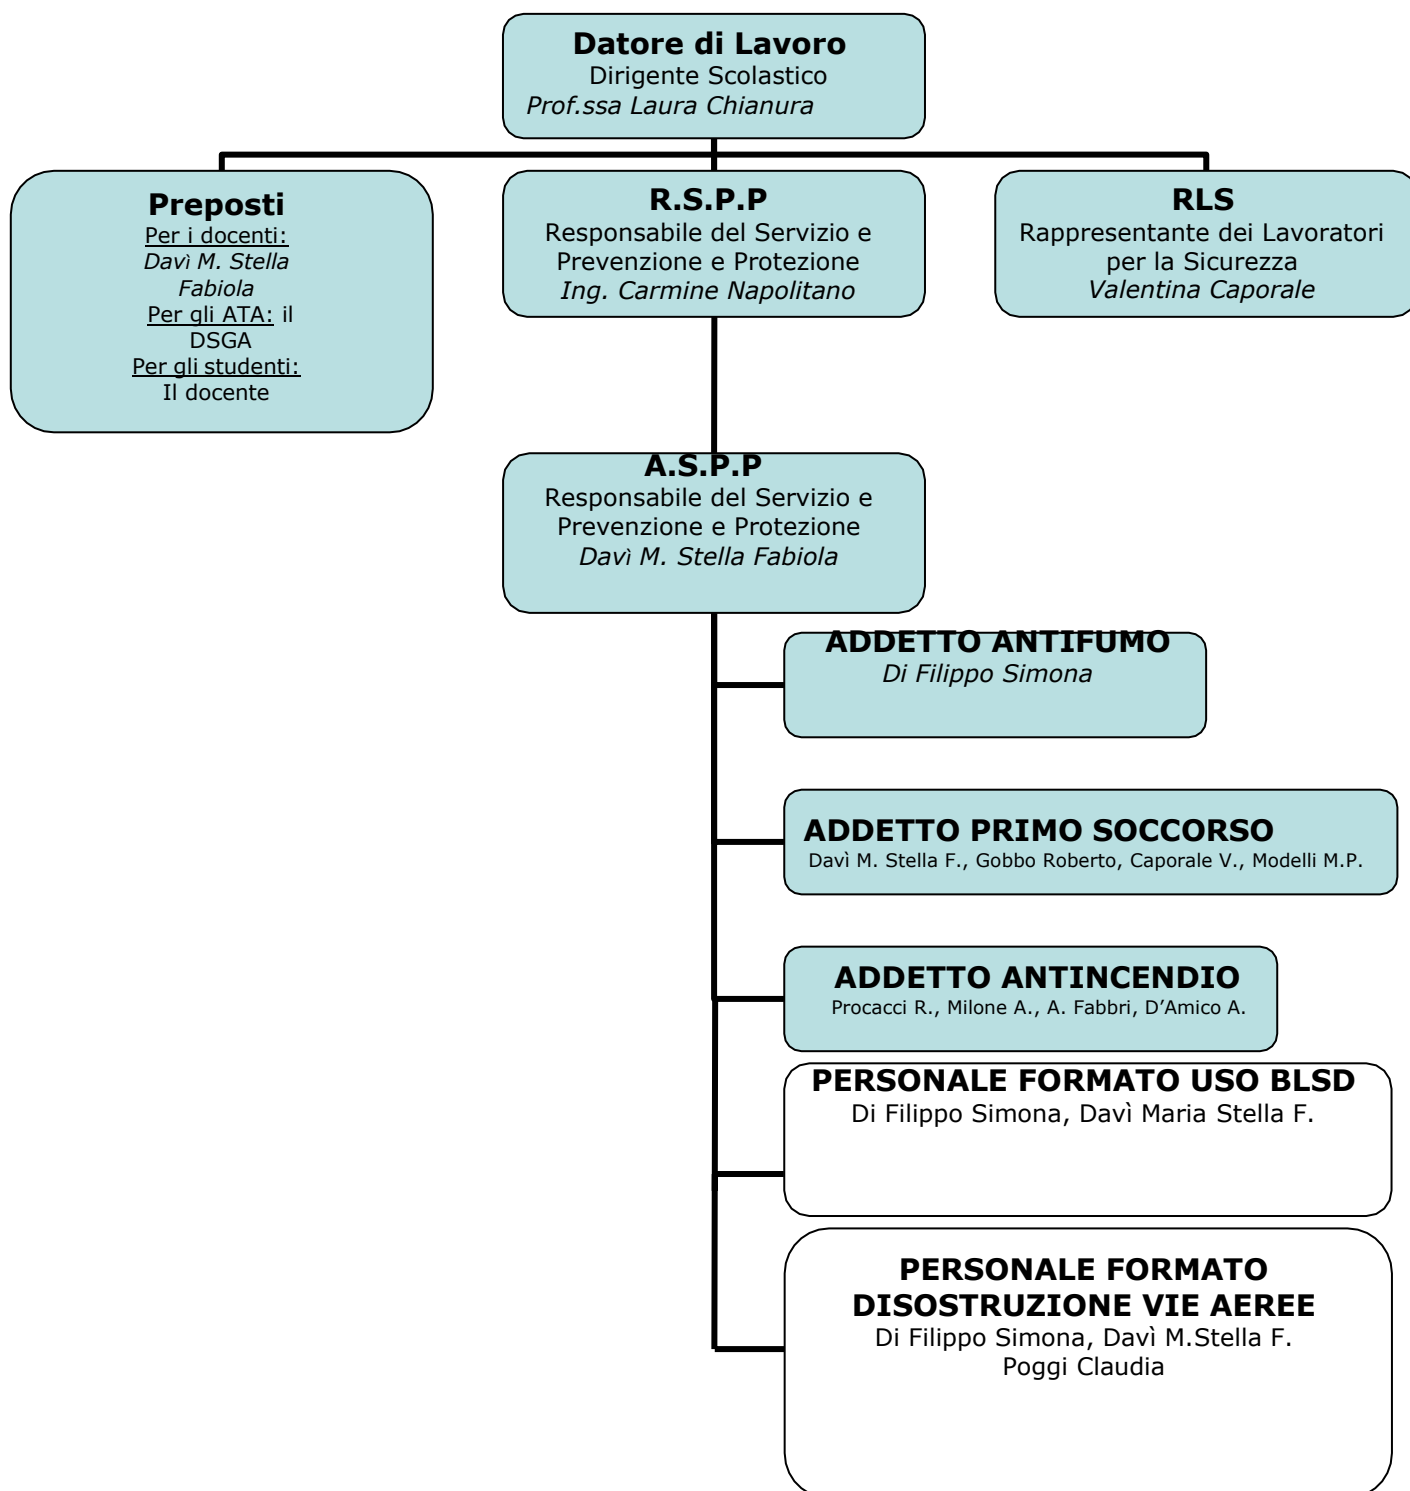 Datore di Lavoro
Dirigente Scolastico
Prof.ssa Laura Chianura
Preposti
Per i docenti:
Davì M. Stella
Fabiola
Per gli ATA: il
DSGA
Per gli studenti:
Il docente
R.S.P.P
Responsabile del Servizio e
Prevenzione e Protezione
Ing. Carmine Napolitano
RLS
Rappresentante dei Lavoratori
per la Sicurezza
Valentina Caporale
A.S.P.P
Responsabile del Servizio e
Prevenzione e Protezione
Davì M. Stella Fabiola
ADDETTO ANTIFUMO
Di Filippo Simona
ADDETTO PRIMO SOCCORSO
Davì M. Stella F., Gobbo Roberto, Caporale V., Modelli M.P.
ADDETTO ANTINCENDIO
Procacci R., Milone A., A. Fabbri, D’Amico A.
PERSONALE FORMATO USO BLSD
Di Filippo Simona, Davì Maria Stella F.
PERSONALE FORMATO
DISOSTRUZIONE VIE AEREE
Di Filippo Simona, Davì M.Stella F.
Poggi Claudia